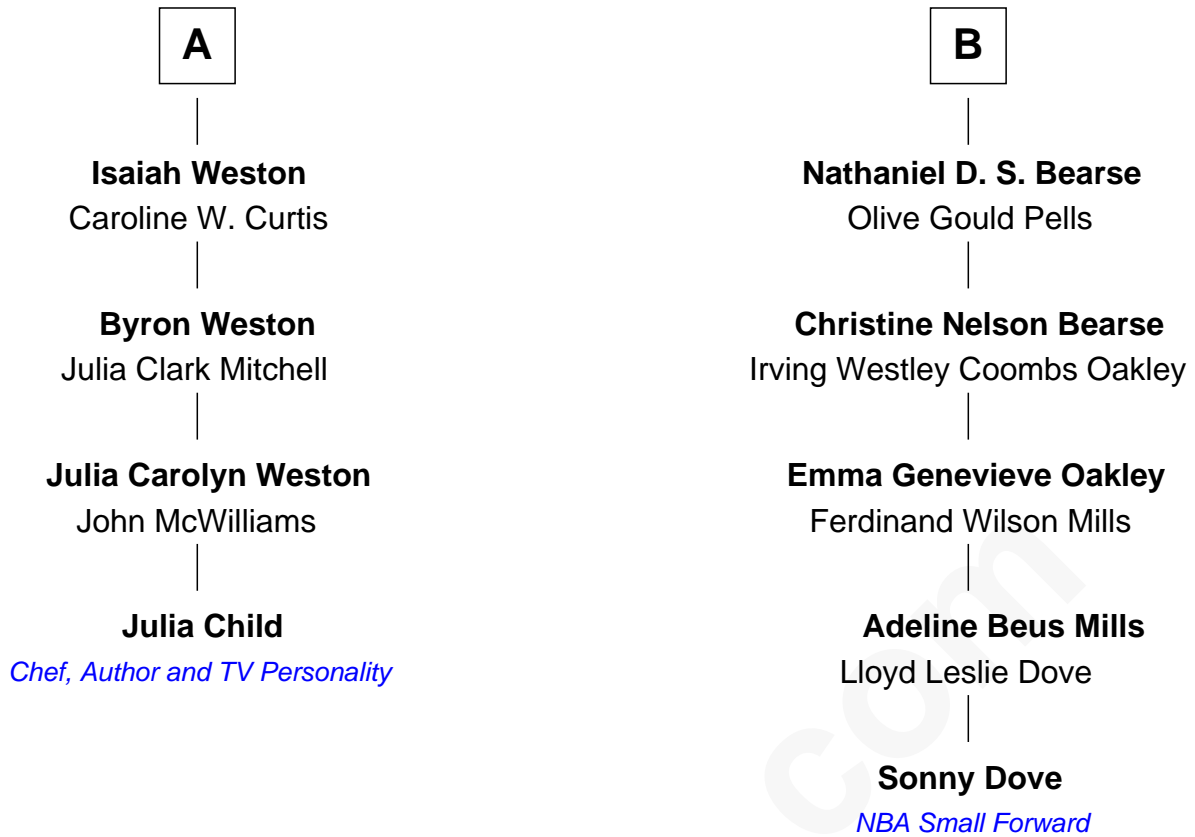 A
Isaiah Weston
Caroline W. Curtis
Byron Weston
Julia Clark Mitchell
Julia Carolyn Weston
John McWilliams
Julia Child
Chef, Author and TV Personality
B
Nathaniel D. S. Bearse
Olive Gould Pells
Christine Nelson Bearse
Irving Westley Coombs Oakley
Emma Genevieve Oakley
Ferdinand Wilson Mills
Adeline Beus Mills
Lloyd Leslie Dove
Sonny Dove
NBA Small Forward
com